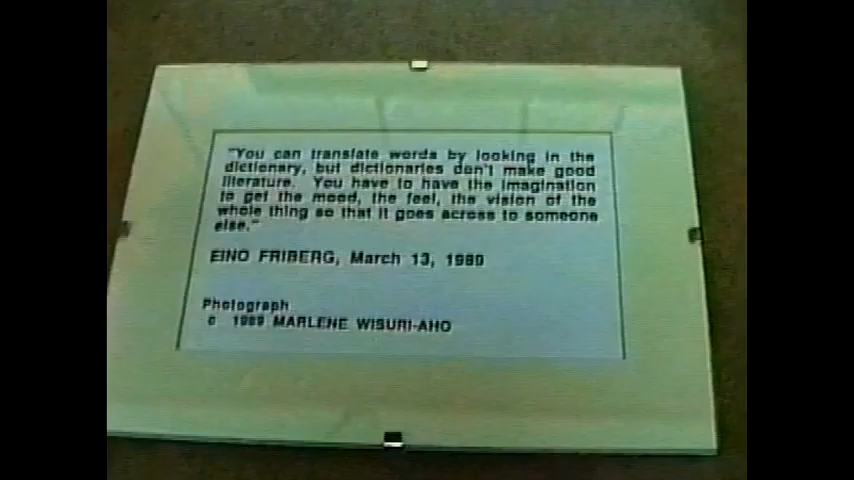 "You can translate words by looking in the
dictionary, but dictionaries don't make good
literature. You have to have the imagination
to get the mood, the feel, the vision of the
whole thing so that it goes across to someone
else."
EINO FRIBERG, March 13, 1989
Photograph
c 1989 MARLENE WISURI-AHO